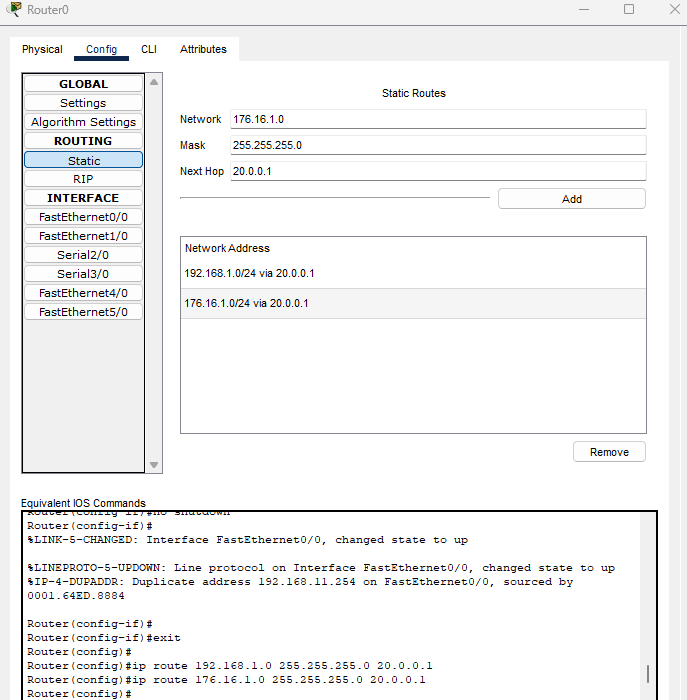 Router0
Physical Config CLI Attributes
GLOBAL
Settings
Algorithm Settings
ROUTING
Static
RIP
INTERFACE
FastEthernet0/0
FastEthernet1/0
Serial2/0
Serial3/0
FastEthernet4/0
FastEthernet5/0
Static Routes
Network 176.16.1.0
Mask 255.255.255.0
Next Hop 20.0.0.1
Add
Network Address
192.168.1.0/24 via 20.0.0.1
176.16.1.0/24 via 20.0.0.1
Remove
Equivalent IOS Commands
Router(config-if)#no shutdown
Router(config-if)#
%LINK-5-CHANGED: Interface FastEthernet0/0, changed state to up
%LINEPROTO-5-UPDOWN: Line protocol on Interface FastEthernet0/0, changed state to up
%IP-4-DUPADDR: Duplicate address 192.168.11.254 on FastEthernet0/0, sourced by
0001.64ED.8884
Router(config-if)#
Router(config-if)#exit
Router(config)#
Router(config)#ip route 192.168.1.0 255.255.255.0 20.0.0.1
Router(config)#ip route 176.16.1.0 255.255.255.0 20.0.0.1
Router(config)#